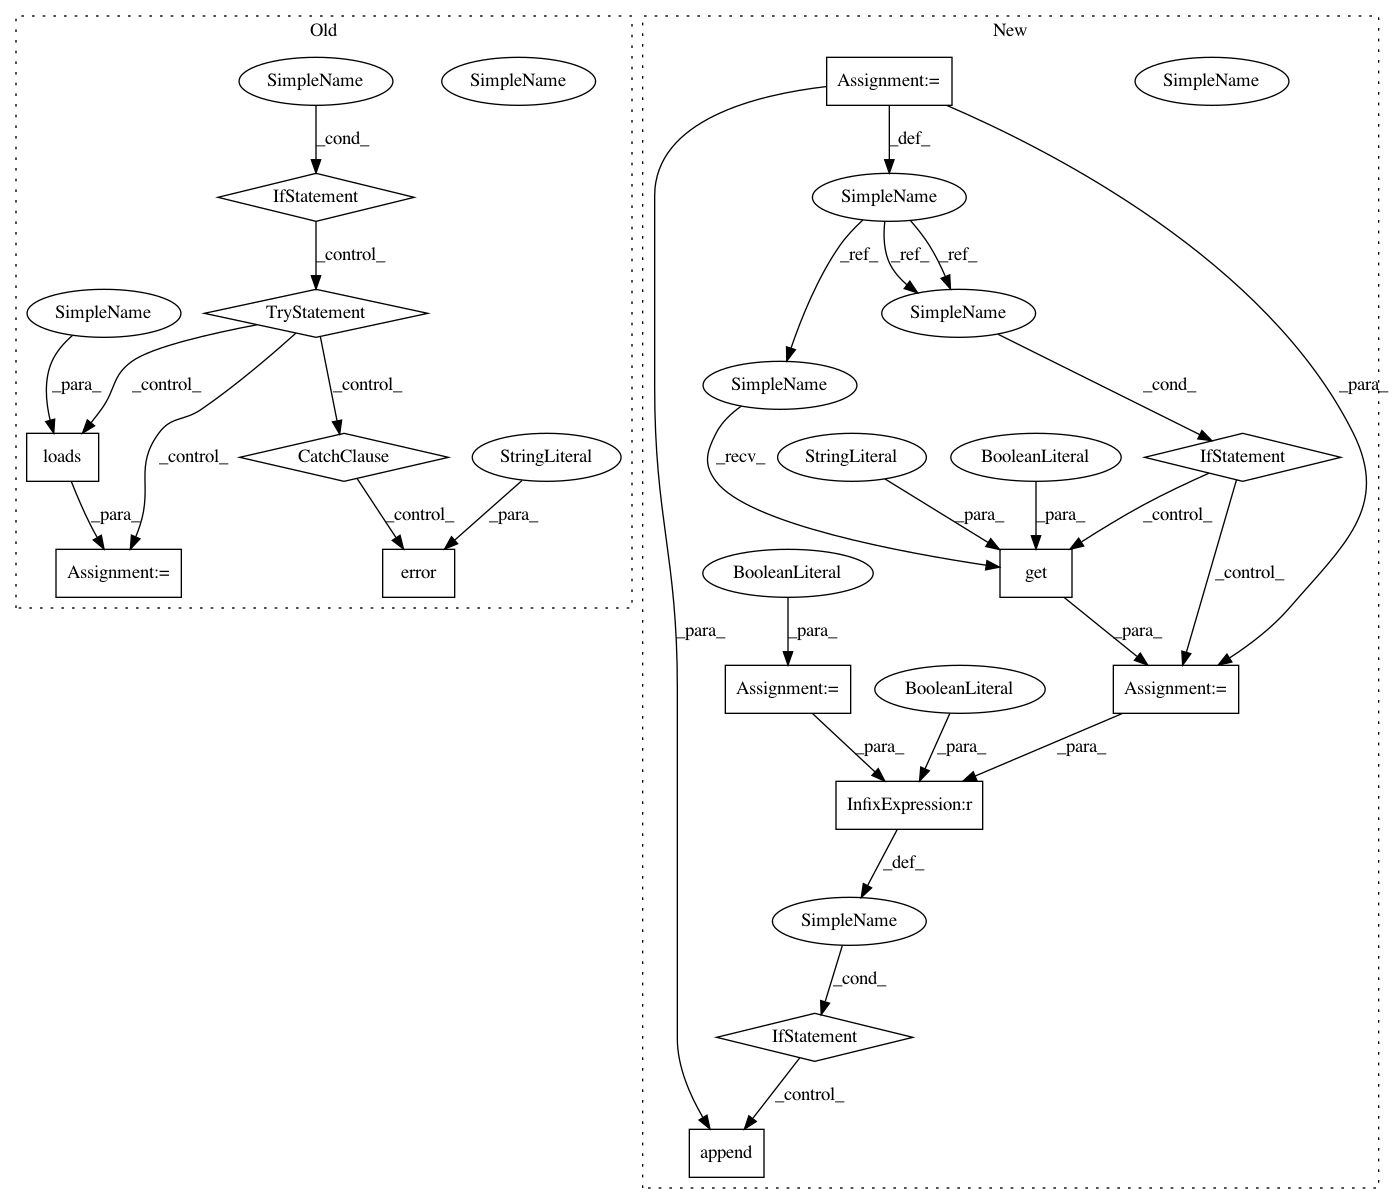 Old
New
SimpleName
SimpleName
Assignment:=
SimpleName
_cond_
_def_
IfStatement
SimpleName
_control_
_ref_
_ref_
_ref_
SimpleName
TryStatement
SimpleName
_para_
_control_
_control_
SimpleName
_cond_
_para_
loads
_control_
CatchClause
StringLiteral
_recv_
StringLiteral
BooleanLiteral
IfStatement
_para_
_control_
_para_
_para_
_para_
_control_
Assignment:=
error
BooleanLiteral
get
_control_
_para_
_para_
_para_
Assignment:=
BooleanLiteral
Assignment:=
_para_
_para_
_para_
InfixExpression:r
_def_
SimpleName
_cond_
IfStatement
_control_
append